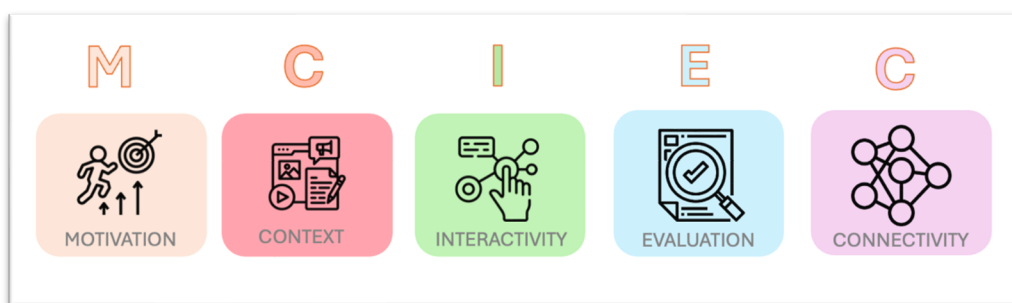 M C I E C
MOTIVATION CONTEXT INTERACTIVITY EVALUATION CONNECTIVITY